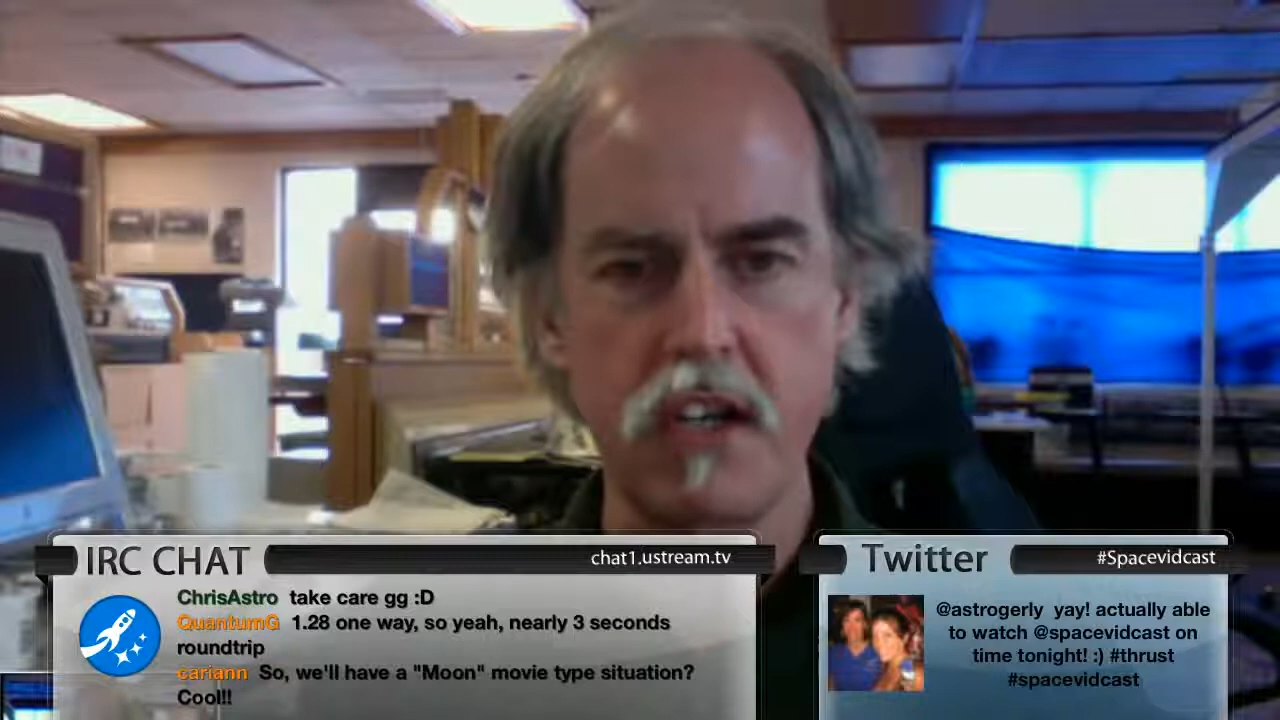 IRC CHAT
chat1.ustream.tv
ChrisAstro take care gg :D
QuantumG 1.28 one way, so yeah, nearly 3 seconds
roundtrip
cariann So, we'll have a "Moon" movie type situation?
Cool!!
Twitter
#Spacevidcast
@astrogerly yay! actually able
to watch @spacevidcast on
time tonight! :) #thrust
#spacevidcast